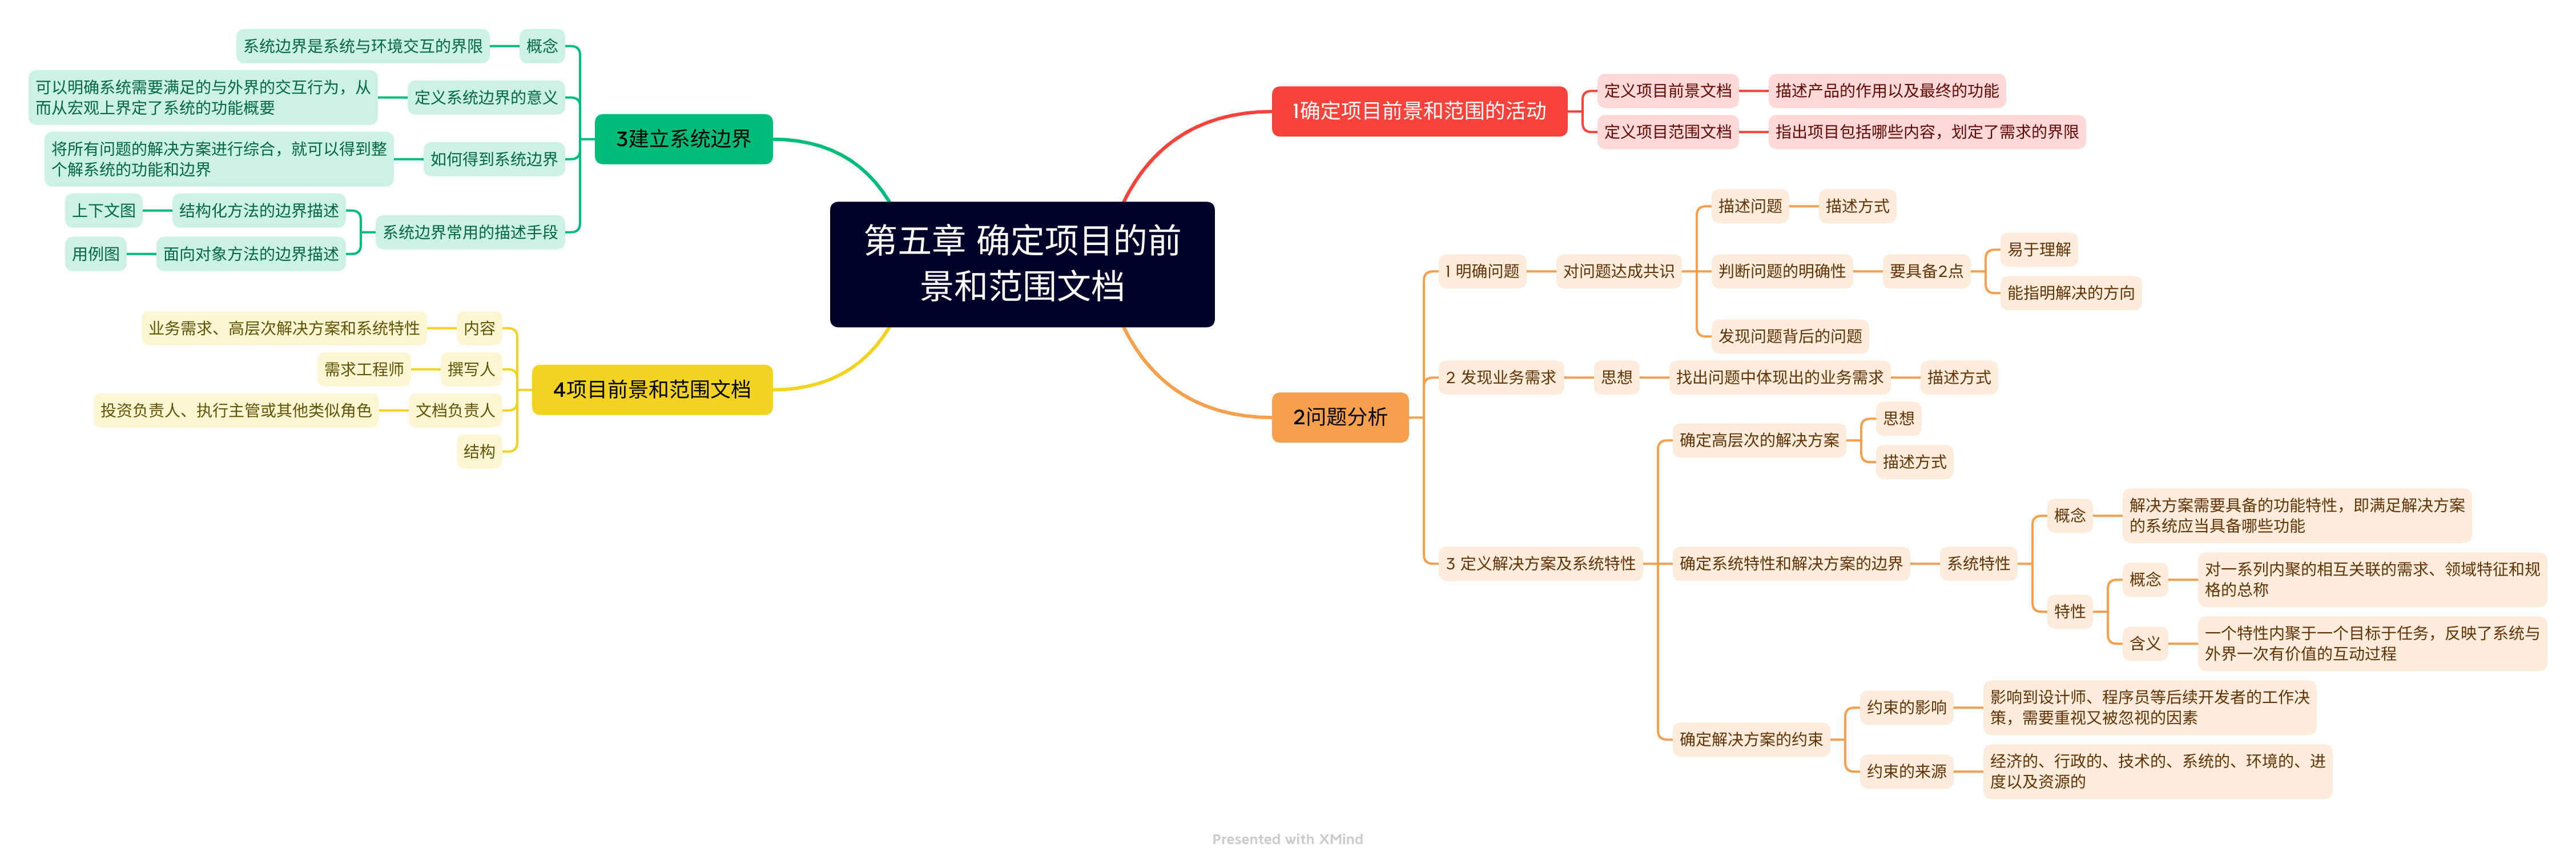 第五章 确定项目的前
景和范围文档
1确定项目前景和范围的活动
定义项目前景文档
描述产品的作用以及最终的功能
定义项目范围文档
指出项目包括哪些内容，划定了需求的界限
2问题分析
1 明确问题
对问题达成共识
描述问题
描述方式
判断问题的明确性
要具备2点
易于理解
能指明解决的方向
发现问题背后的问题
2 发现业务需求
思想
找出问题中体现出的业务需求
描述方式
3 定义解决方案及系统特性
确定高层次的解决方案
思想
描述方式
确定系统特性和解决方案的边界
系统特性
概念
解决方案需要具备的功能特性，即满足解决方案
的系统应当具备哪些功能
特性
概念
对一系列内聚的相互关联的需求、领域特征和规
格的总称
含义
一个特性内聚于一个目标于任务，反映了系统与
外界一次有价值的互动过程
确定解决方案的约束
约束的影响
影响到设计师、程序员等后续开发者的工作决
策，需要重视又被忽视的因素
约束的来源
经济的、行政的、技术的、系统的、环境的、进
度以及资源的
3建立系统边界
概念
系统边界是系统与环境交互的界限
定义系统边界的意义
可以明确系统需要满足的与外界的交互行为，从
而从宏观上界定了系统的功能概要
如何得到系统边界
将所有问题的解决方案进行综合，就可以得到整
个解系统的功能和边界
系统边界常用的描述手段
结构化方法的边界描述
上下文图
面向对象方法的边界描述
用例图
4项目前景和范围文档
内容
业务需求、高层次解决方案和系统特性
撰写人
需求工程师
文档负责人
投资负责人、执行主管或其他类似角色
结构
Presented with XMind